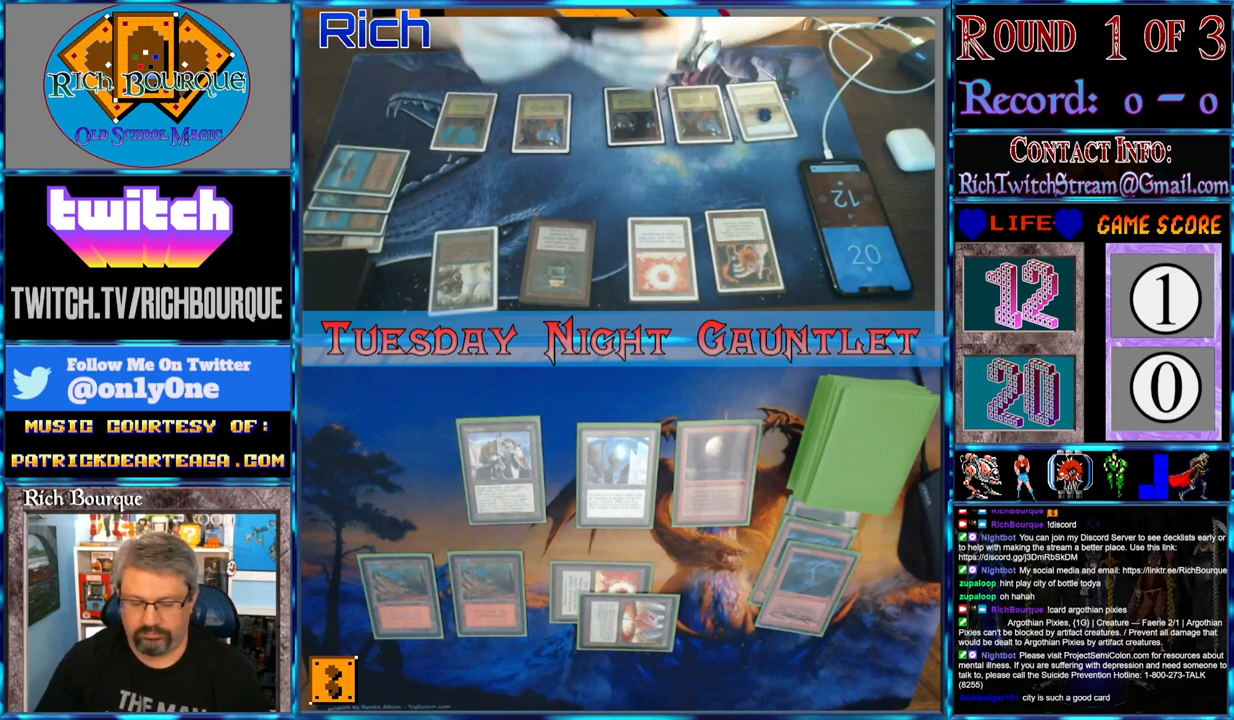 Rich Bourque
Old School Magic
twitch
TWITCH.TV/RICHBOURQUE
Follow Me On Twitter
@on1yOne
MUSIC COURTESY OF:
PATRICKDEARTEAGA.COM
Rich Bourque
THE MAN
Rich
12
20
Tuesday Night Gauntlet
Round 1 of 3
Record: 0 - 0
Contact Info:
RichTwitchStream@Gmail.com
LIFE
GAME SCORE
12
1
20
0
RichBourque
RichBourque !discord
Nightbot You can join my Discord Server to see decklists early or
to help with making the stream a better place. Use this link:
https://discord.gg/j3DmRbSkDM
Nightbot My social media and email: https://linktr.ee/RichBourque
zupaloop hint play city of bottle todya
zupaloop oh hahah
RichBourque !card argothian pixies
Argothian Pixies, {1G} | Creature — Faerie 2/1 | Argothian
Pixies can't be blocked by artifact creatures. / Prevent all damage that
would be dealt to Argothian Pixies by artifact creatures.
Nightbot Please visit ProjectSemiColon.com for resources about
mental illness. If you are suffering with depression and need someone to
talk to, please call the Suicide Prevention Hotline: 1-800-273-TALK
(8255)
city is such a good card